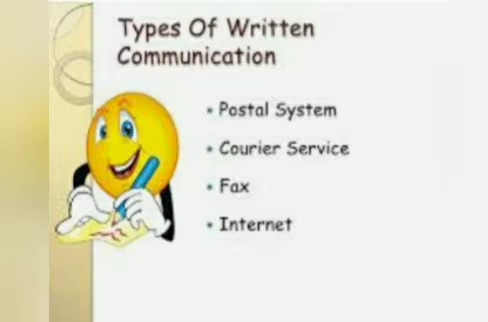 Types Of Written
Communication
• Postal System
• Courier Service
• Fax
• Internet